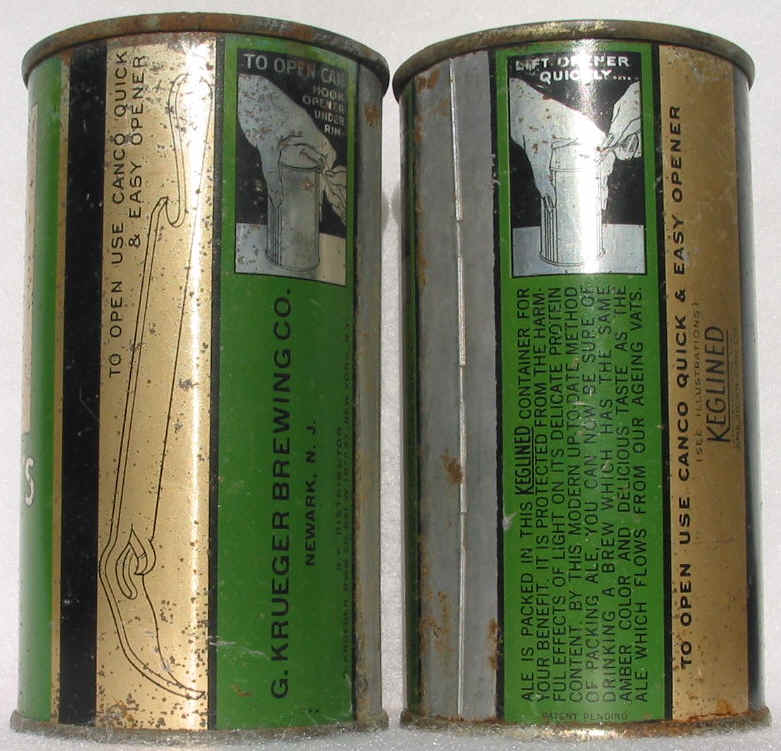 TO OPEN USE CANCO QUICK
& EASY OPENER
TO OPEN CAN
HOOK
OPENER
UNDER
RIM
G. KRUEGER BREWING CO.
NEWARK, N. J.
S
LIFT OPENER
QUICKLY....
ALE IS PACKED IN THIS KEGLINED CONTAINER FOR
YOUR BENEFIT. IT IS PROTECTED FROM THE HARM-
FUL EFFECTS OF LIGHT ON ITS DELICATE PROTEIN
CONTENT. BY THIS MODERN UP-TO-DATE METHOD
OF PACKING ALE, YOU CAN NOW BE SURE OF
DRINKING A BREW WHICH HAS THE SAME
AMBER COLOR AND DELICIOUS TASTE AS THE
ALE WHICH FLOWS FROM OUR AGEING VATS.
PATENT PENDING
TO OPEN USE CANCO QUICK & EASY OPENER
(SEE ILLUSTRATIONS)
KEGLINED